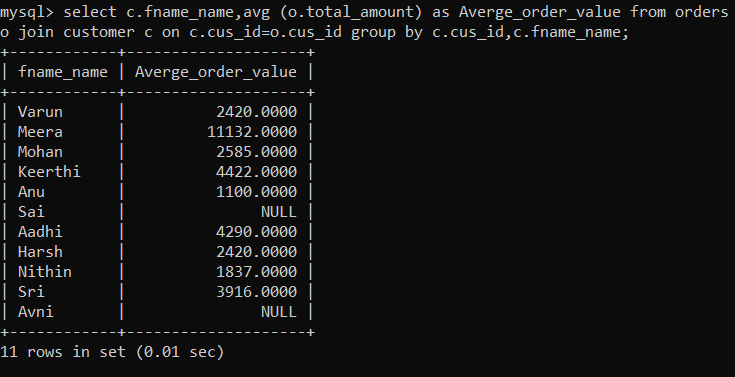 mysql> select c.fname_name,avg (o.total_amount) as Averge_order_value from orders
o join customer c on c.cus_id=o.cus_id group by c.cus_id,c.fname_name;
+------------+--------------------+
| fname_name | Averge_order_value |
+------------+--------------------+
| Varun      |          2420.0000 |
| Meera      |         11132.0000 |
| Mohan      |          2585.0000 |
| Keerthi    |          4422.0000 |
| Anu        |          1100.0000 |
| Sai        |               NULL |
| Aadhi      |          4290.0000 |
| Harsh      |          2420.0000 |
| Nithin     |          1837.0000 |
| Sri        |          3916.0000 |
| Avni       |               NULL |
+------------+--------------------+
11 rows in set (0.01 sec)